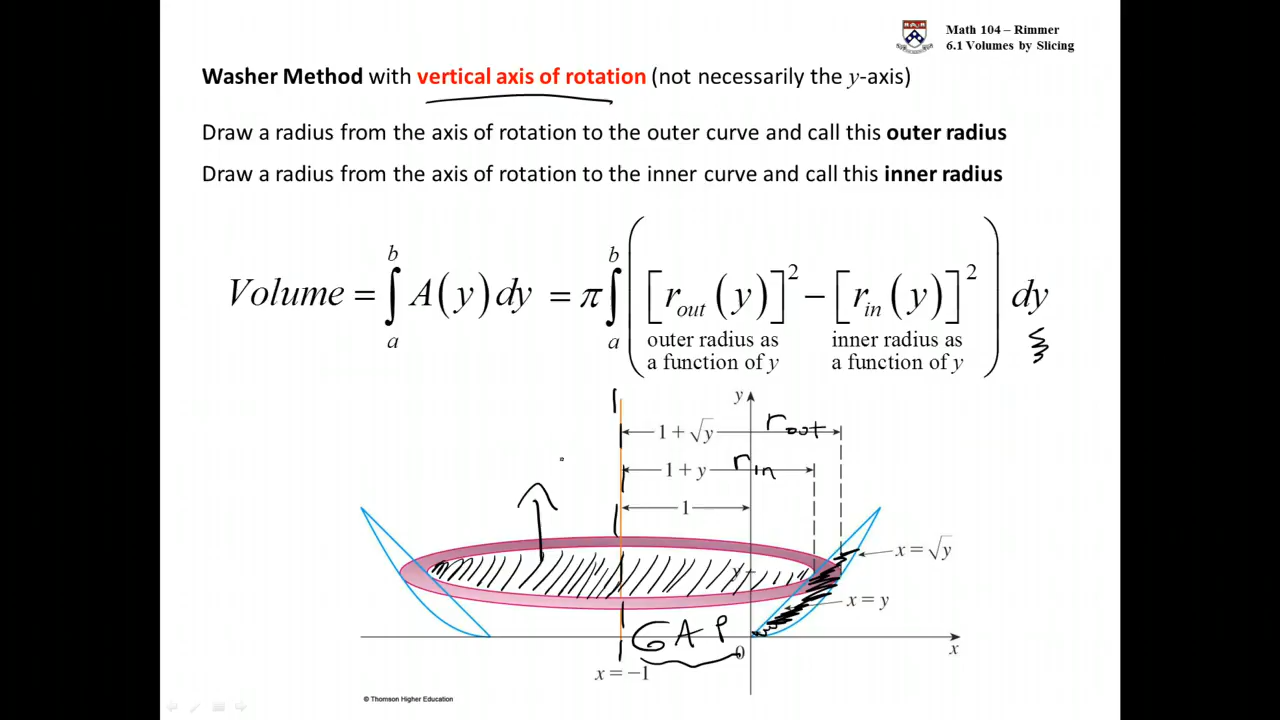 Math 104 – Rimmer
6.1 Volumes by Slicing
Washer Method with vertical axis of rotation (not necessarily the y-axis)
Draw a radius from the axis of rotation to the outer curve and call this outer radius
Draw a radius from the axis of rotation to the inner curve and call this inner radius
Volume = ∫_a^b A(y) dy = π ∫_a^b ( [r_out (y)]^2 − [r_in (y)]^2 ) dy
outer radius as a function of y
inner radius as a function of y
y
1 + √y
r_out
1 + y
r_in
1
x = √y
y
x = y
GAP
0
x
x = −1
© Thomson Higher Education